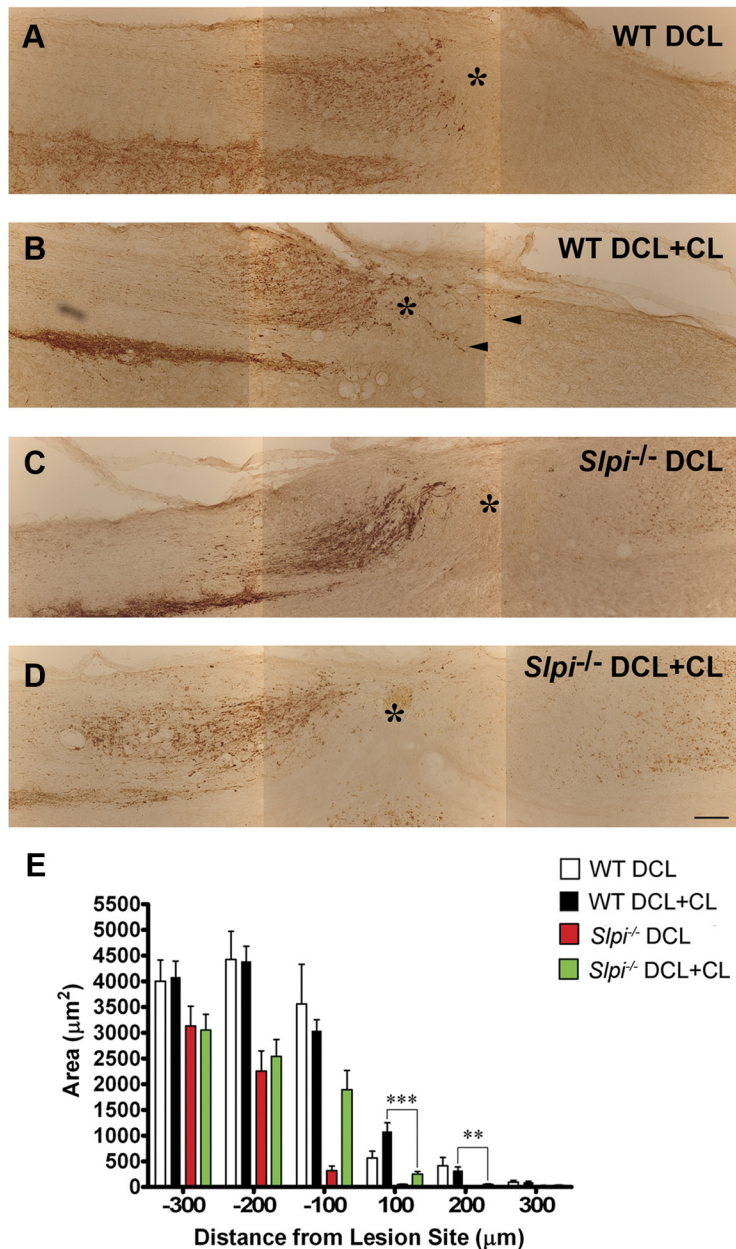 A
WT DCL
*
B
WT DCL+CL
*
C
Slpi-/- DCL
*
D
Slpi-/- DCL+CL
*
E
WT DCL
WT DCL+CL
Slpi-/- DCL
Slpi-/- DCL+CL
Area (μm²)
5500
5000
4500
4000
3500
3000
2500
2000
1500
1000
500
0
***
**
-300 -200 -100 100 200 300
Distance from Lesion Site (μm)